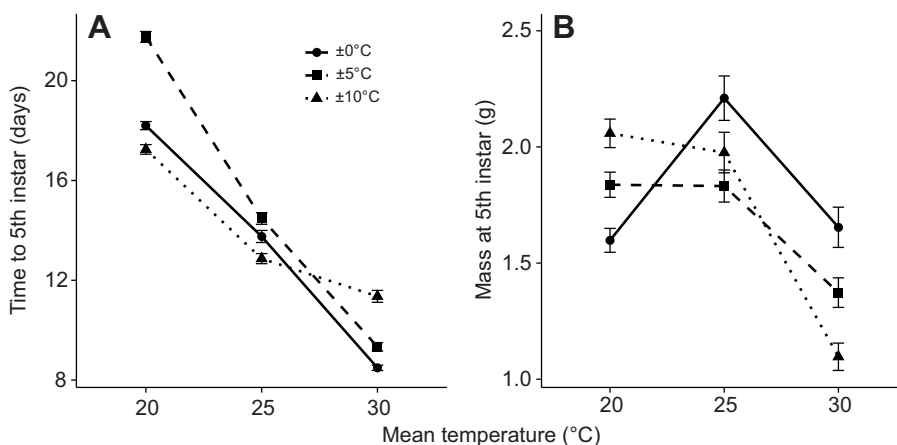 A
B
±0°C
±5°C
±10°C
Time to 5th instar (days)
20
16
12
8
20
25
30
Mass at 5th instar (g)
2.5
2.0
1.5
1.0
20
25
30
Mean temperature (°C)